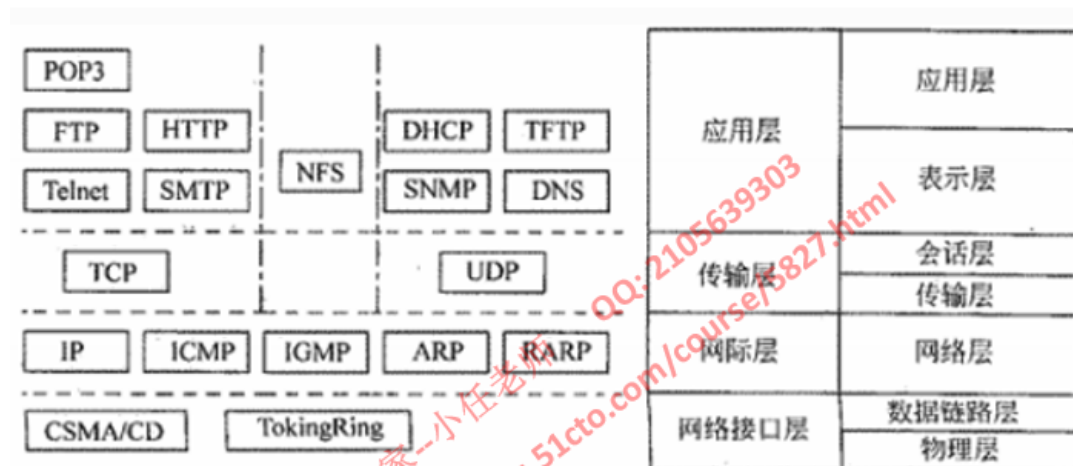 POP3
FTP HTTP DHCP TFTP
NFS
Telnet SMTP SNMP DNS
TCP UDP
IP ICMP IGMP ARP RARP
CSMA/CD TokingRing
应用层 应用层
表示层
传输层 会话层
传输层
网际层 网络层
网络接口层 数据链路层
物理层
家--小任老师 QQ: 2105639303
51cto.com/course/3827.html